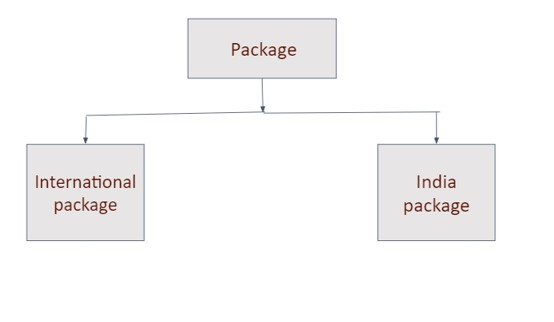 Package
International
package
India
package